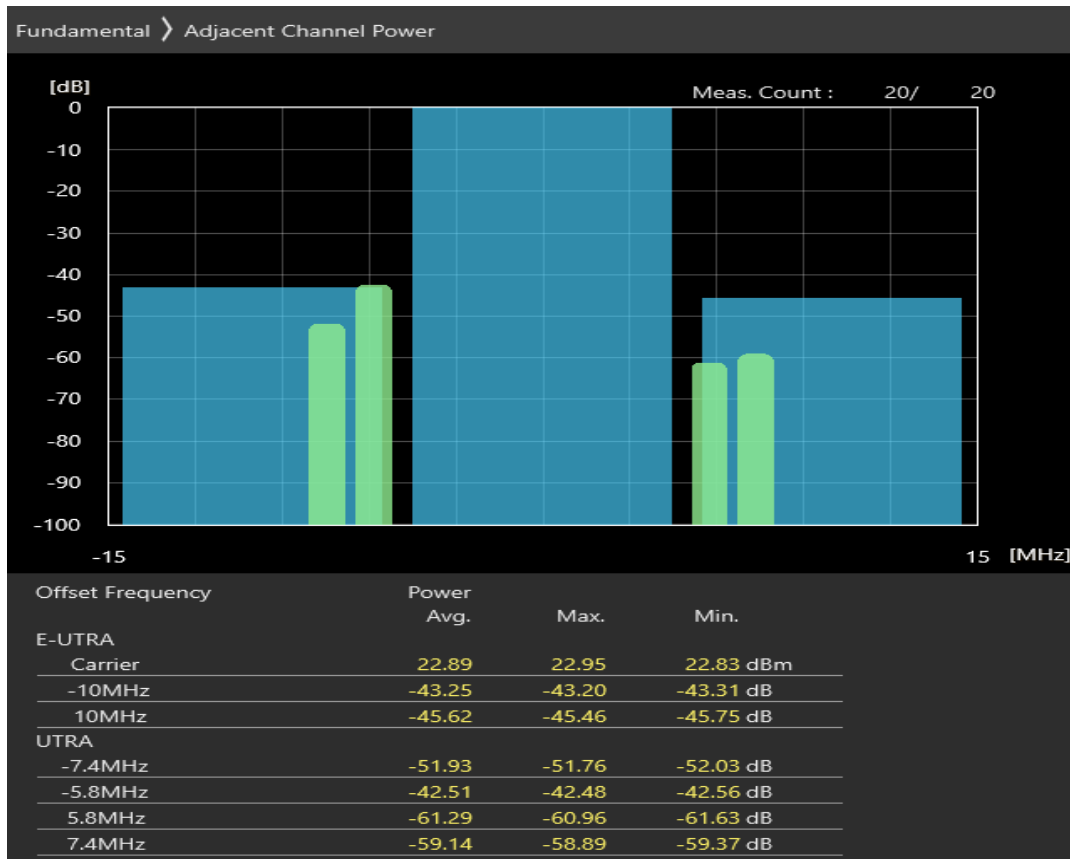 Fundamental ❯ Adjacent Channel Power
[dB]
Meas. Count : 20/ 20
0
-10
-20
-30
-40
-50
-60
-70
-80
-90
-100
-15 15 [MHz]
Offset Frequency Power
Avg. Max. Min.
E-UTRA
Carrier 22.89 22.95 22.83 dBm
-10MHz -43.25 -43.20 -43.31 dB
10MHz -45.62 -45.46 -45.75 dB
UTRA
-7.4MHz -51.93 -51.76 -52.03 dB
-5.8MHz -42.51 -42.48 -42.56 dB
5.8MHz -61.29 -60.96 -61.63 dB
7.4MHz -59.14 -58.89 -59.37 dB